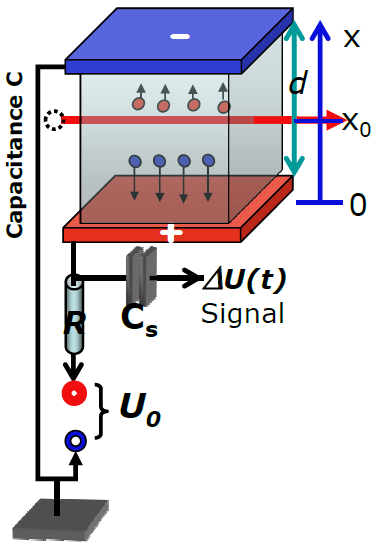 -
x
d
Capacitance C
x₀
0
+
ΔU(t)
Signal
R
Cₛ
U₀